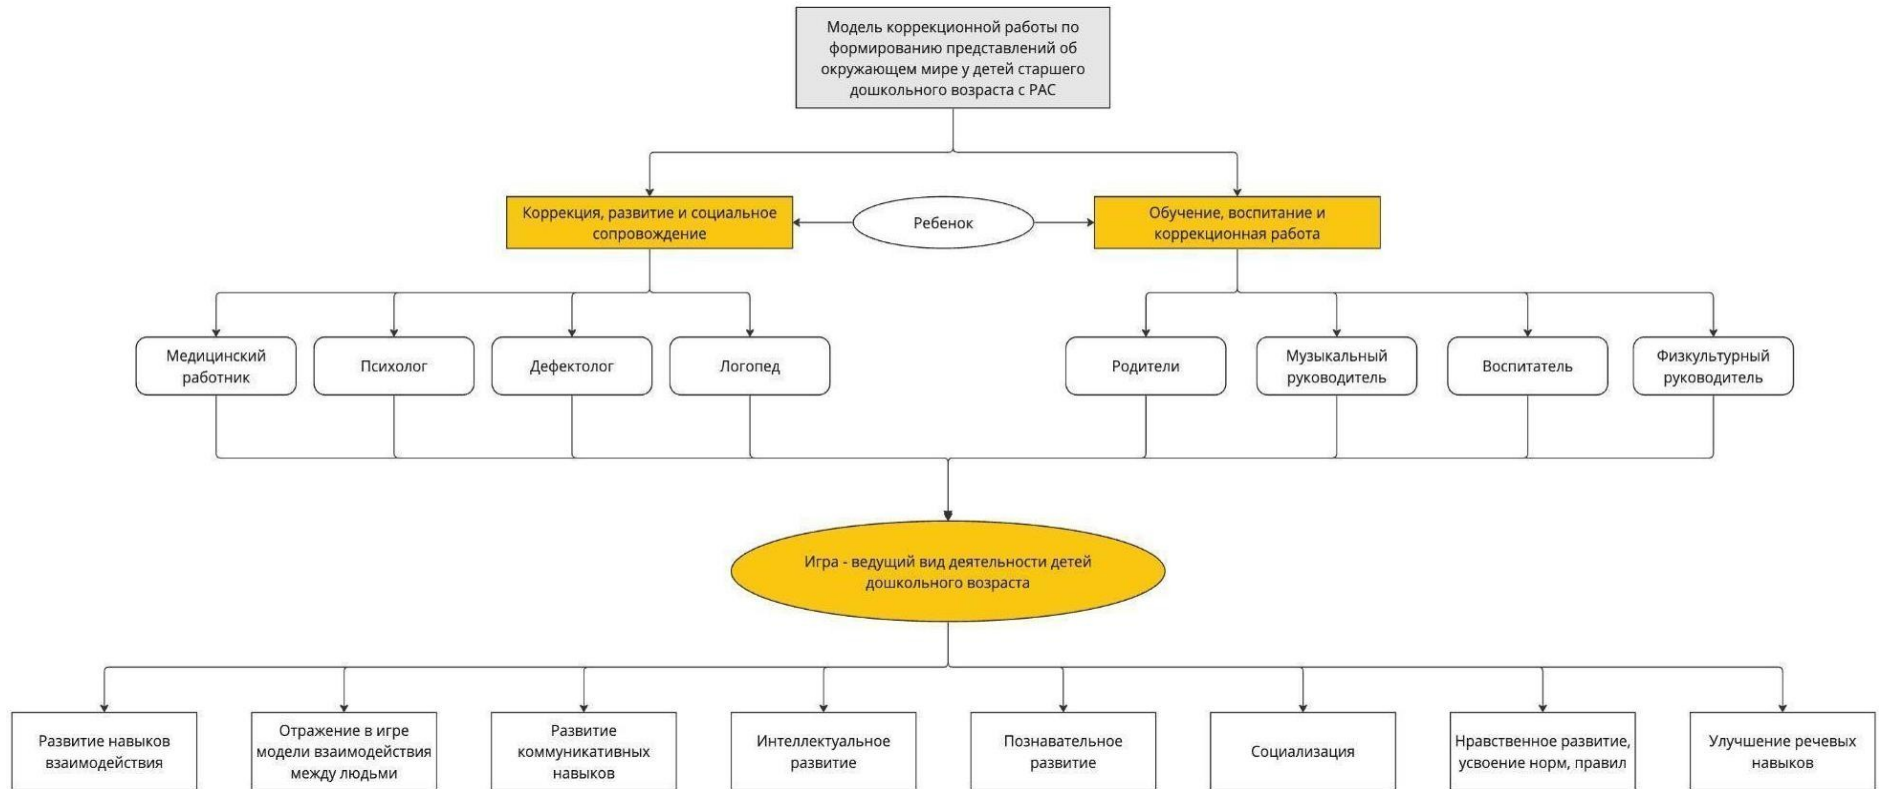 Модель коррекционной работы по
формированию представлений об
окружающем мире у детей старшего
дошкольного возраста с РАС
Коррекция, развитие и социальное
сопровождение
Ребенок
Обучение, воспитание и
коррекционная работа
Медицинский
работник
Психолог
Дефектолог
Логопед
Родители
Музыкальный
руководитель
Воспитатель
Физкультурный
руководитель
Игра - ведущий вид деятельности детей
дошкольного возраста
Развитие навыков
взаимодействия
Отражение в игре
модели взаимодействия
между людьми
Развитие
коммуникативных
навыков
Интеллектуальное
развитие
Познавательное
развитие
Социализация
Нравственное развитие,
усвоение норм, правил
Улучшение речевых
навыков